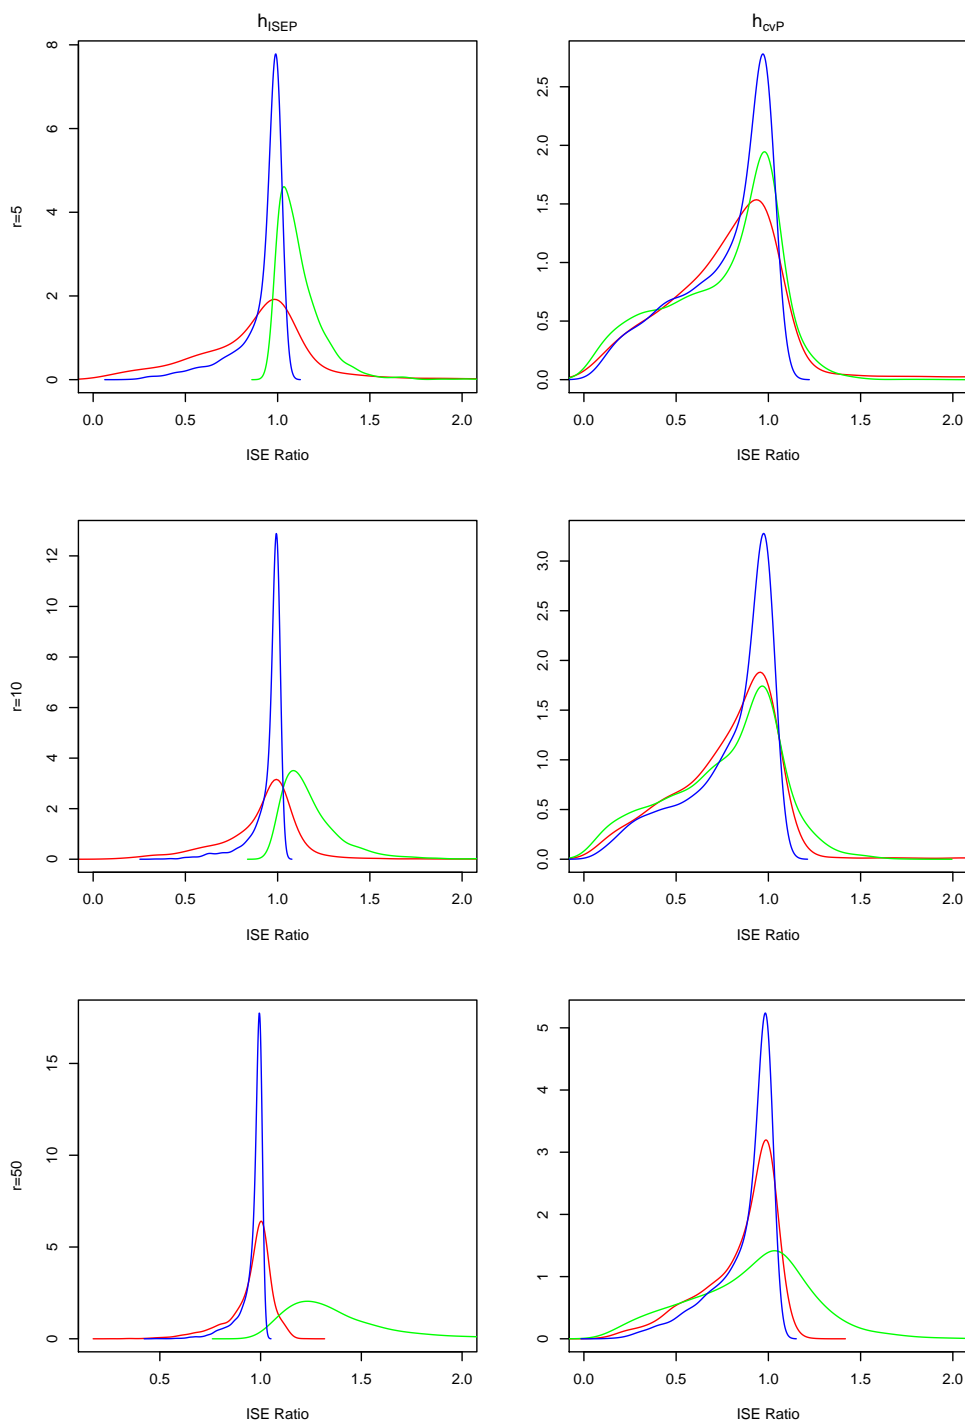 h_ISEP
h_cvP
r=5
0 2 4 6 8
0.0 0.5 1.0 1.5 2.0
ISE Ratio
0.0 0.5 1.0 1.5 2.0 2.5
0.0 0.5 1.0 1.5 2.0
ISE Ratio
r=10
0 2 4 6 8 10 12
0.0 0.5 1.0 1.5 2.0
ISE Ratio
0.0 0.5 1.0 1.5 2.0 2.5 3.0
0.0 0.5 1.0 1.5 2.0
ISE Ratio
r=50
0 5 10 15
0.5 1.0 1.5 2.0
ISE Ratio
0 1 2 3 4 5
0.0 0.5 1.0 1.5 2.0
ISE Ratio